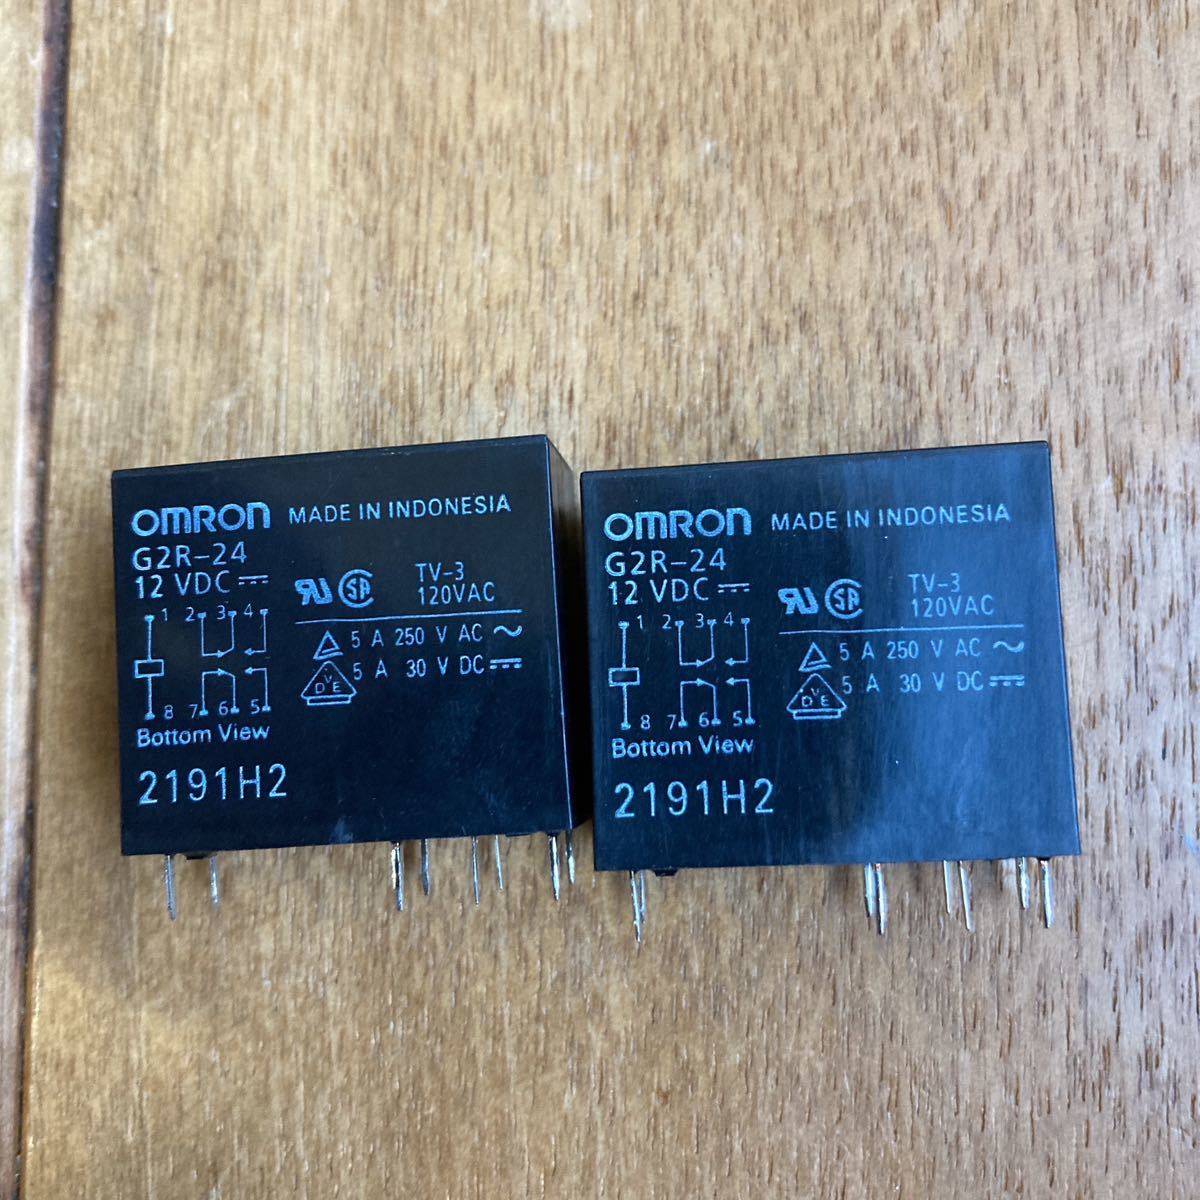 OMRON MADE IN INDONESIA
G2R-24
12 VDC
TV-3
120VAC
1 2 3 4
5 A 250 V AC
5 A 30 V DC
VDE
8 7 6 5
Bottom View
2191H2
OMRON MADE IN INDONESIA
G2R-24
12 VDC
TV-3
120VAC
1 2 3 4
5 A 250 V AC
5 A 30 V DC
VDE
8 7 6 5
Bottom View
2191H2